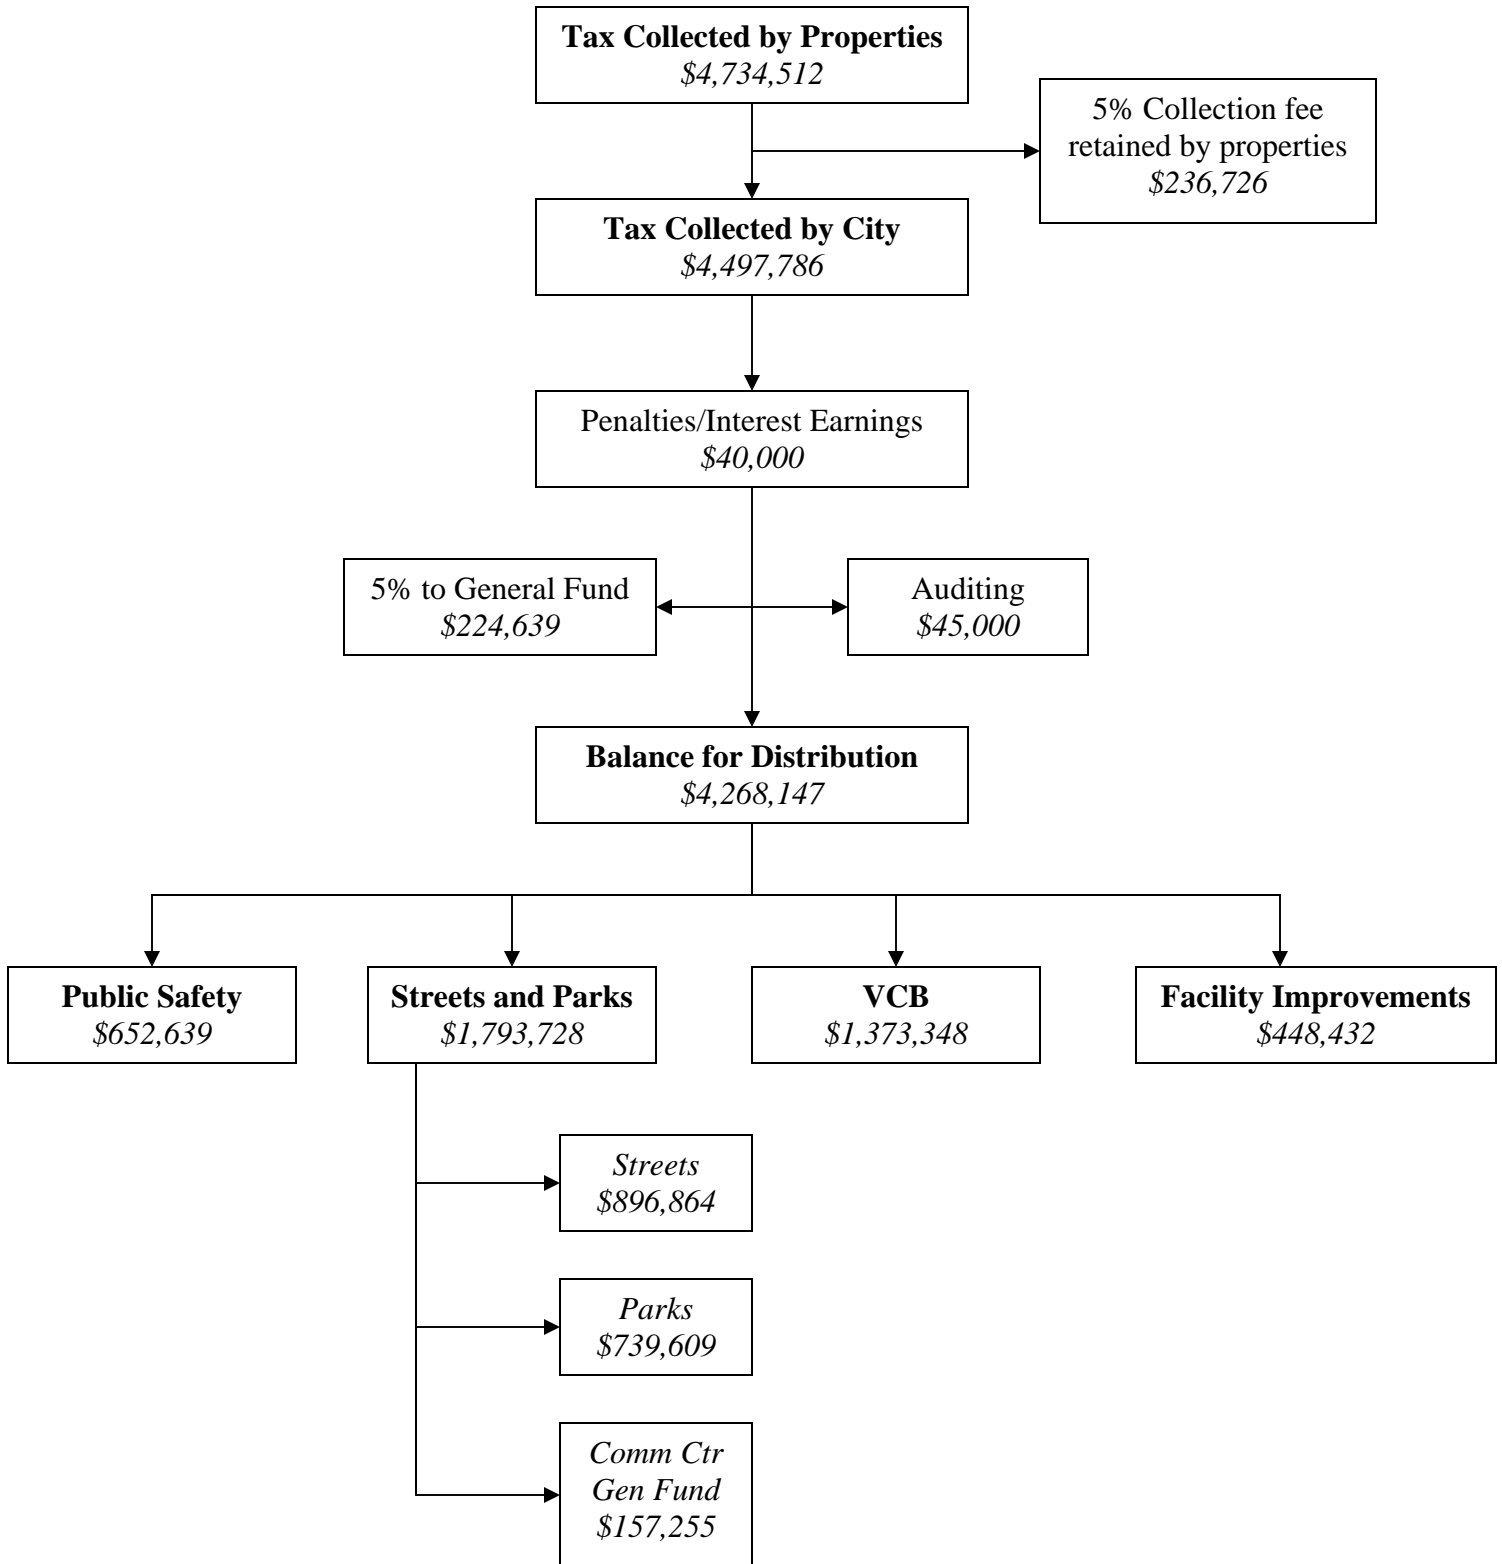 Tax Collected by Properties
$4,734,512
5% Collection fee
retained by properties
$236,726
Tax Collected by City
$4,497,786
Penalties/Interest Earnings
$40,000
5% to General Fund
$224,639
Auditing
$45,000
Balance for Distribution
$4,268,147
Public Safety
$652,639
Streets and Parks
$1,793,728
VCB
$1,373,348
Facility Improvements
$448,432
Streets
$896,864
Parks
$739,609
Comm Ctr
Gen Fund
$157,255